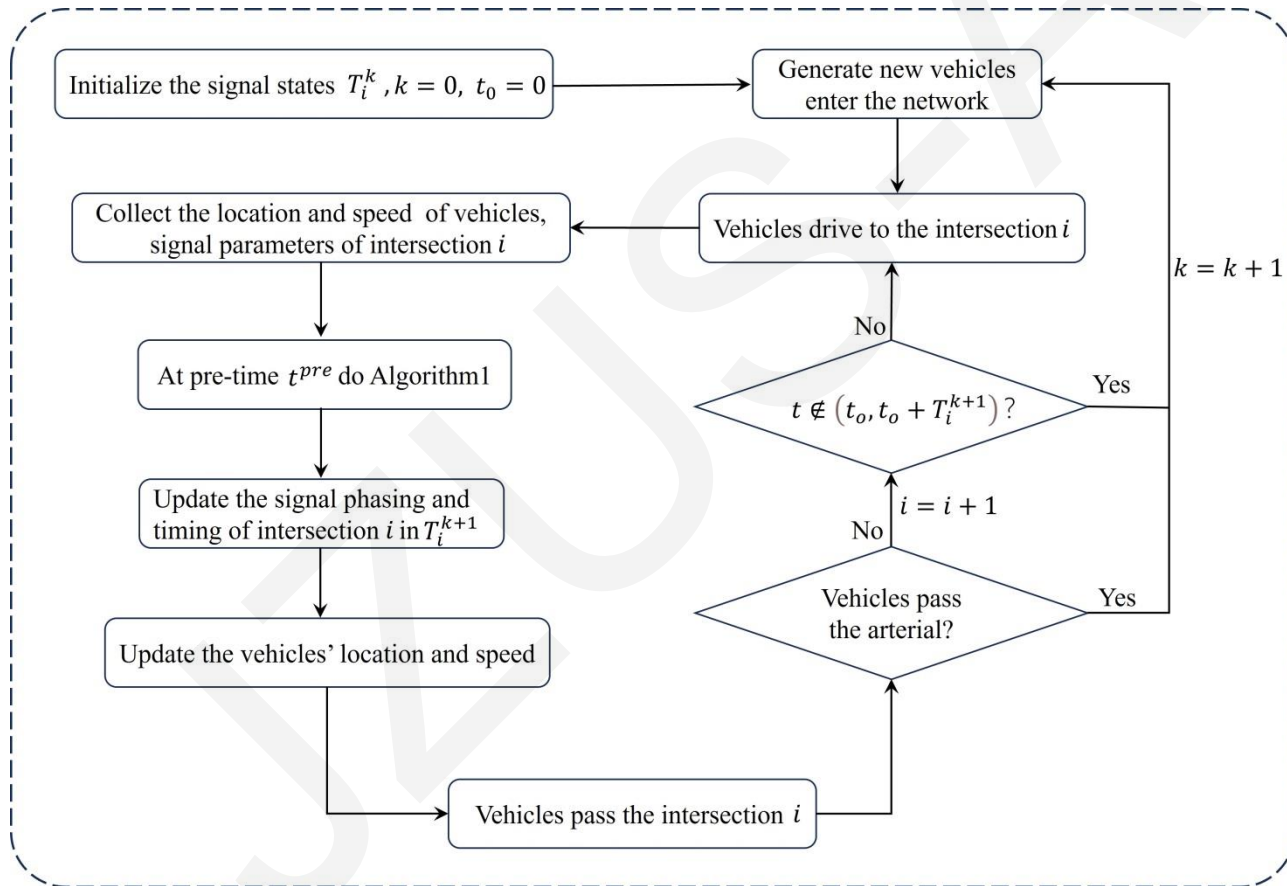 Initialize the signal states $T_i^k, k = 0, t_0 = 0$
Generate new vehicles
enter the network
Collect the location and speed of vehicles,
signal parameters of intersection $i$
Vehicles drive to the intersection $i$
$k = k + 1$
No
At pre-time $t^{pre}$ do Algorithm1
$t \notin (t_o, t_o + T_i^{k+1})$ ?
Yes
Update the signal phasing and
timing of intersection $i$ in $T_i^{k+1}$
$i = i + 1$
No
Vehicles pass
the arterial?
Yes
Update the vehicles’ location and speed
Vehicles pass the intersection $i$
JZUS-A